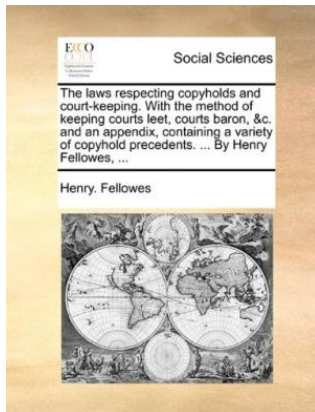 ECCO
Social Sciences
The laws respecting copyholds and
court-keeping. With the method of
keeping courts leet, courts baron, &c.
and an appendix, containing a variety
of copyhold precedents. ... By Henry
Fellowes, ...
Henry. Fellowes